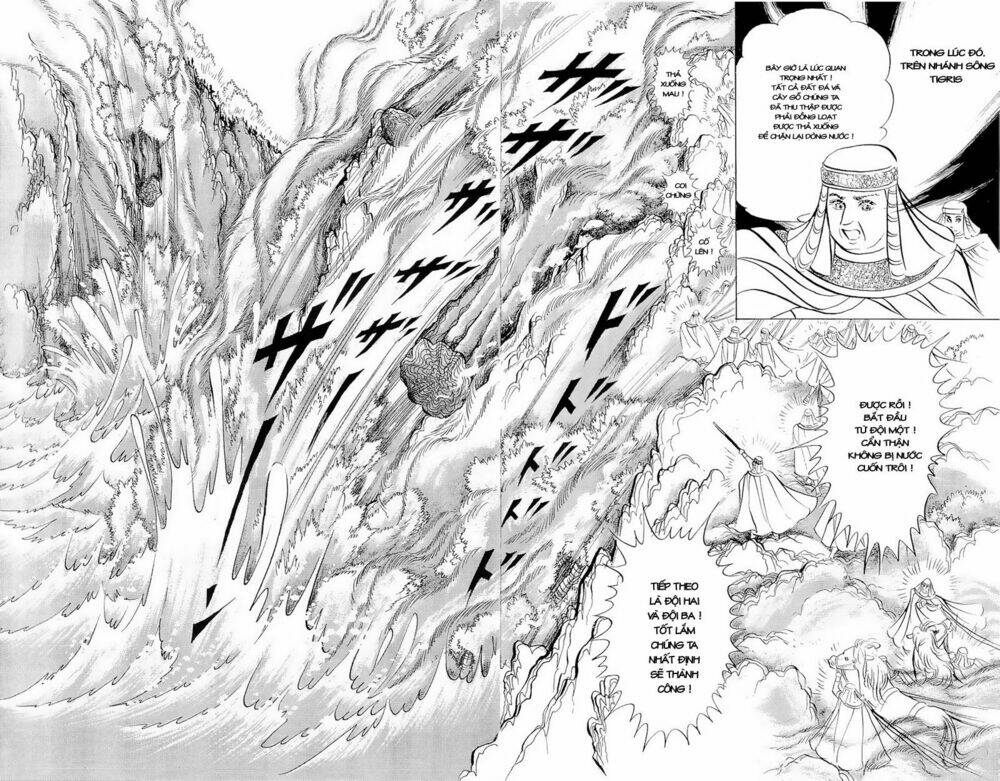 TRONG LÚC ĐÓ.
TRÊN NHÁNH SÔNG
TIGRIS
BÂY GIỜ LÀ LÚC QUAN
TRỌNG NHẤT !
TẤT CẢ ĐẤT ĐÁ VÀ
CÂY GỖ CHÚNG TA
ĐÃ THU THẬP ĐƯỢC
PHẢI ĐỒNG LOẠT
ĐƯỢC THẢ XUỐNG
ĐỂ CHẶN LẠI DÒNG NƯỚC !
THẢ
XUỐNG
MAU !
COI
CHỪNG
CỐ
LÊN !
ĐƯỢC RỒI !
BẮT ĐẦU
TỪ ĐỘI MỘT !
CẨN THẬN
KHÔNG BỊ NƯỚC
CUỐN TRÔI !
TIẾP THEO
LÀ ĐỘI HAI
VÀ ĐỘI BA !
TỐT LẮM
CHÚNG TA
NHẤT ĐỊNH
SẼ THÀNH
CÔNG !
ドドドドド
ザザザザザザザ